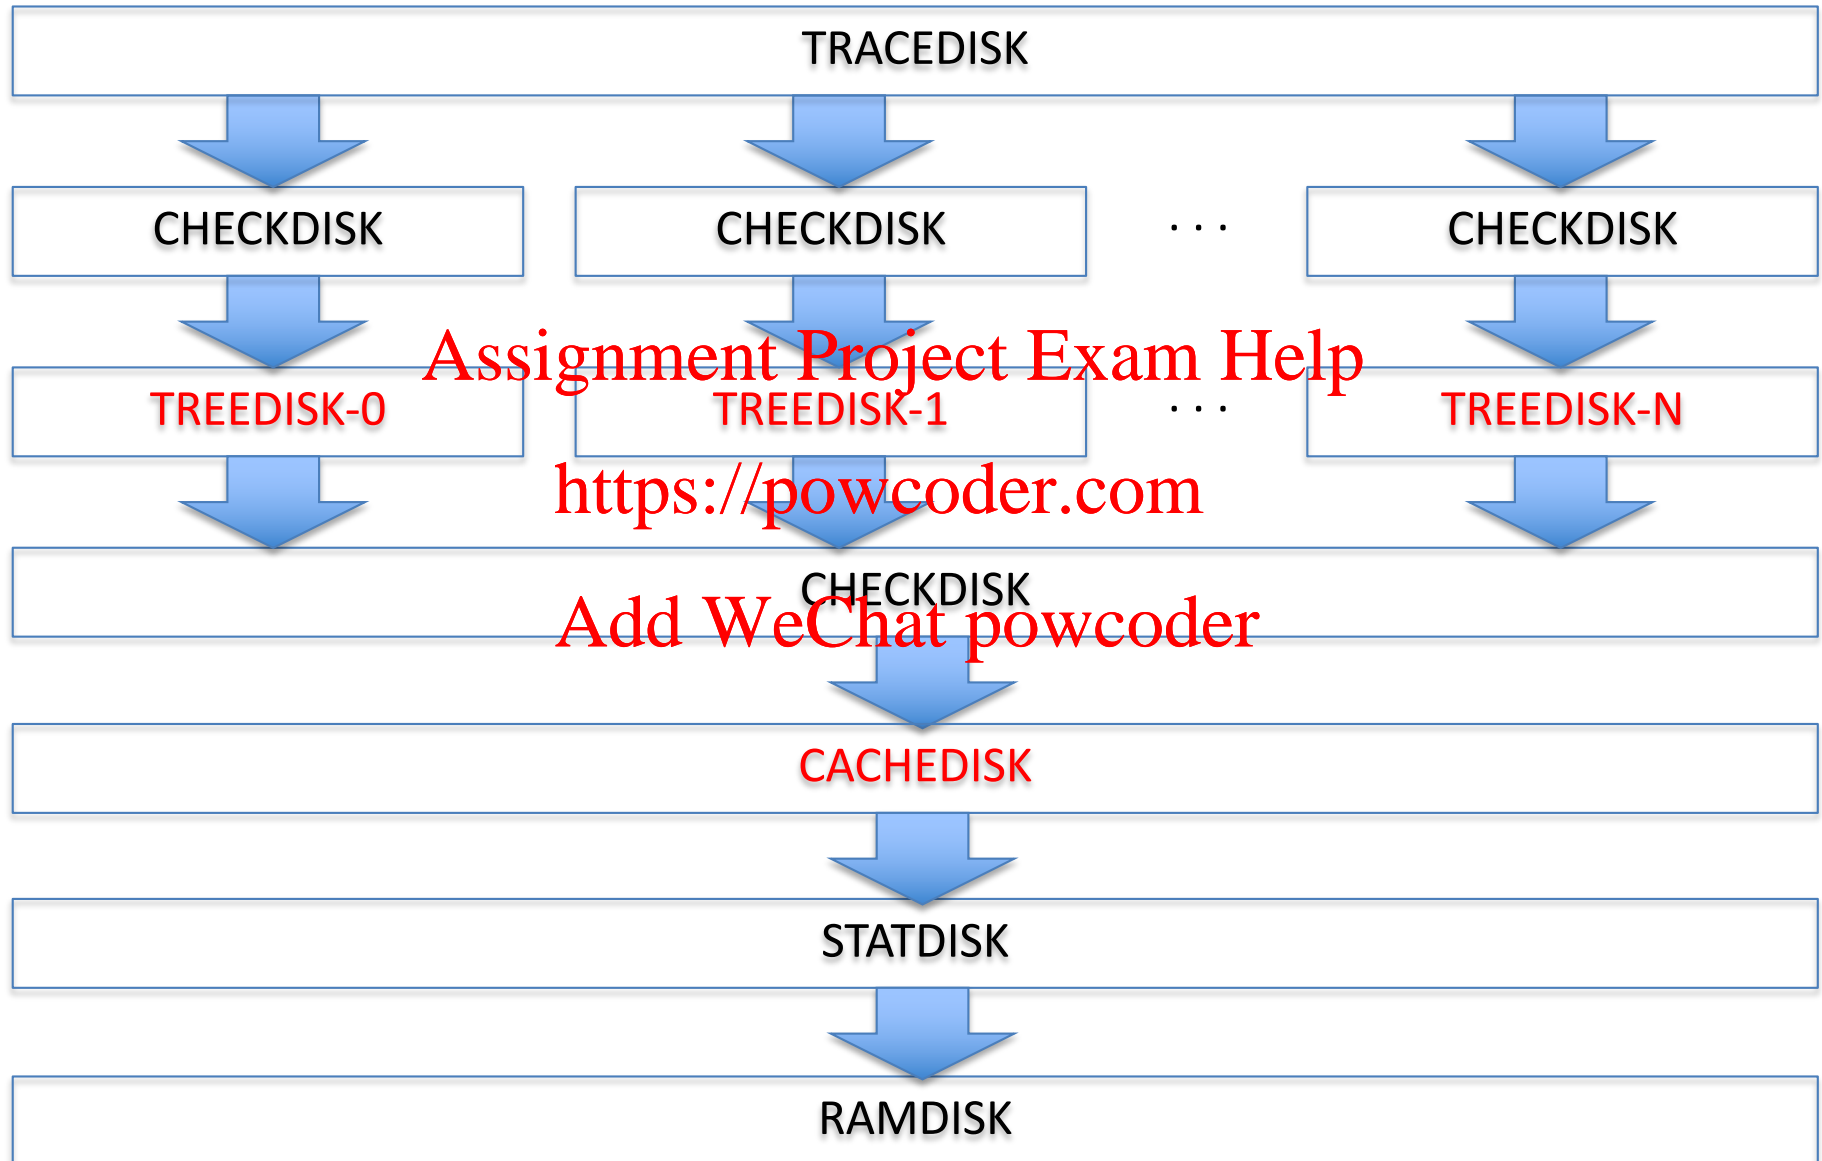 TRACEDISK
CHECKDISK CHECKDISK . . . CHECKDISK
Assignment Project Exam Help
TREEDISK-0 TREEDISK-1 . . . TREEDISK-N
https://powcoder.com
CHECKDISK
Add WeChat powcoder
CACHEDISK
STATDISK
RAMDISK